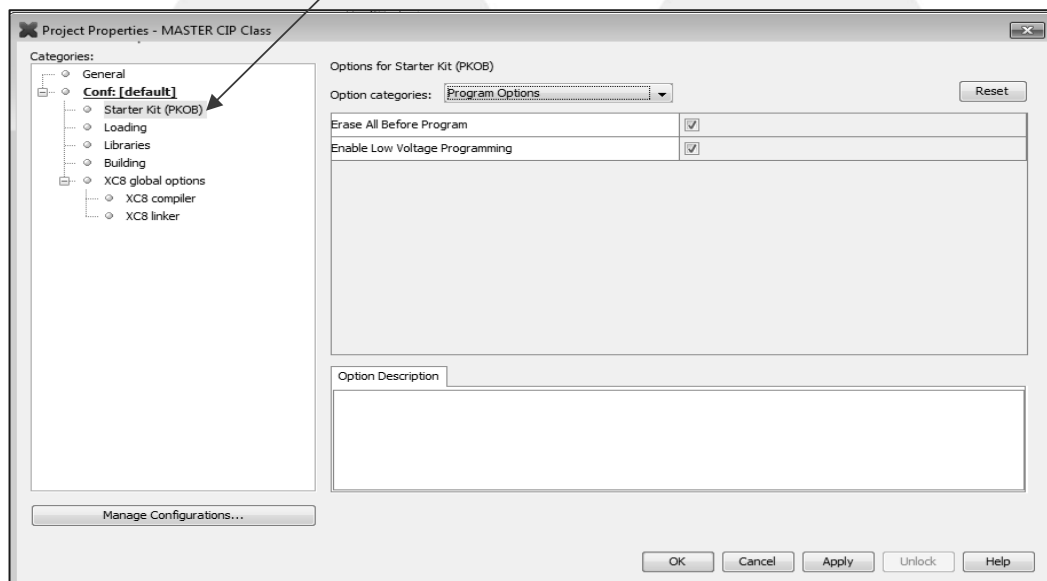 Project Properties - MASTER CIP Class
Categories:
General
Conf: [default]
Starter Kit (PKOB)
Loading
Libraries
Building
XC8 global options
XC8 compiler
XC8 linker
Manage Configurations...
Options for Starter Kit (PKOB)
Option categories: Program Options
Reset
Erase All Before Program
Enable Low Voltage Programming
Option Description
OK Cancel Apply Unlock Help